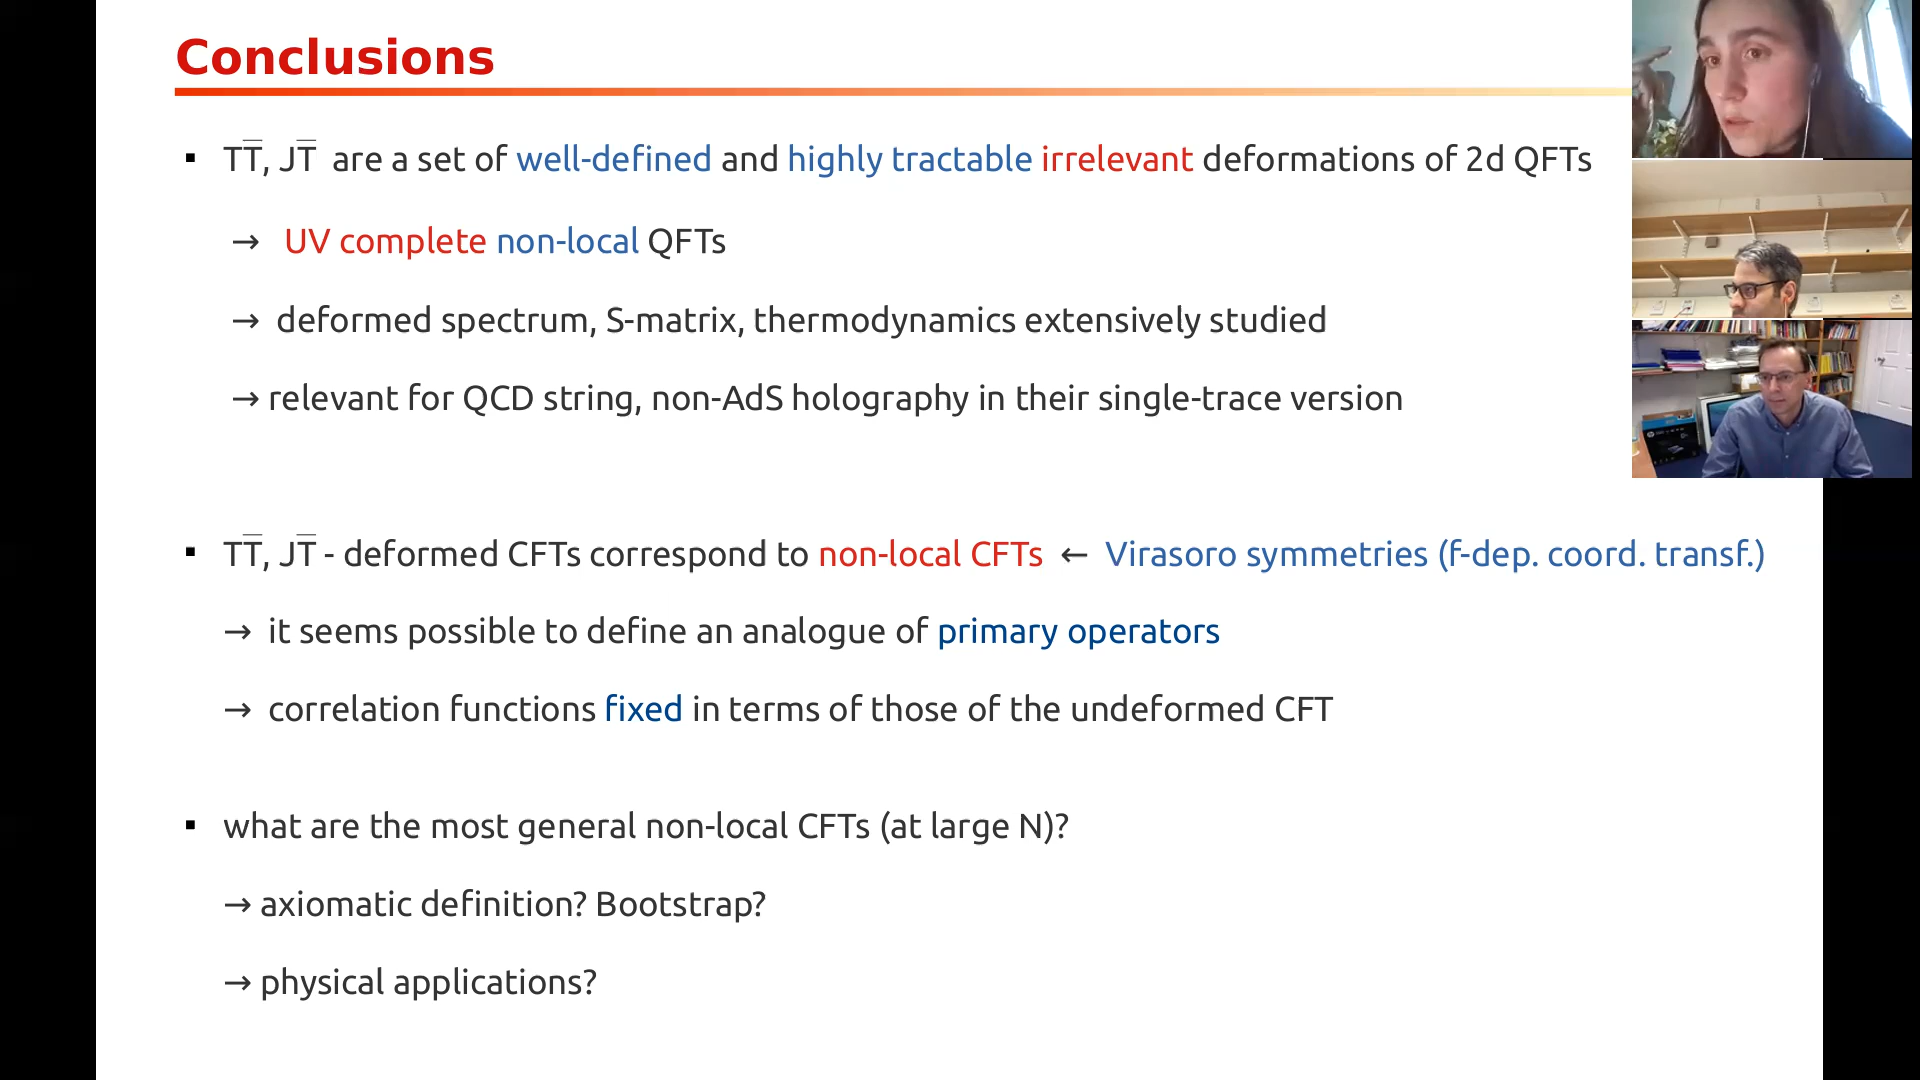 Conclusions
▪ TT̅, JT̅ are a set of well-defined and highly tractable irrelevant deformations of 2d QFTs
→ UV complete non-local QFTs
→ deformed spectrum, S-matrix, thermodynamics extensively studied
→ relevant for QCD string, non-AdS holography in their single-trace version
▪ TT̅, JT̅ - deformed CFTs correspond to non-local CFTs ← Virasoro symmetries (f-dep. coord. transf.)
→ it seems possible to define an analogue of primary operators
→ correlation functions fixed in terms of those of the undeformed CFT
▪ what are the most general non-local CFTs (at large N)?
→ axiomatic definition? Bootstrap?
→ physical applications?